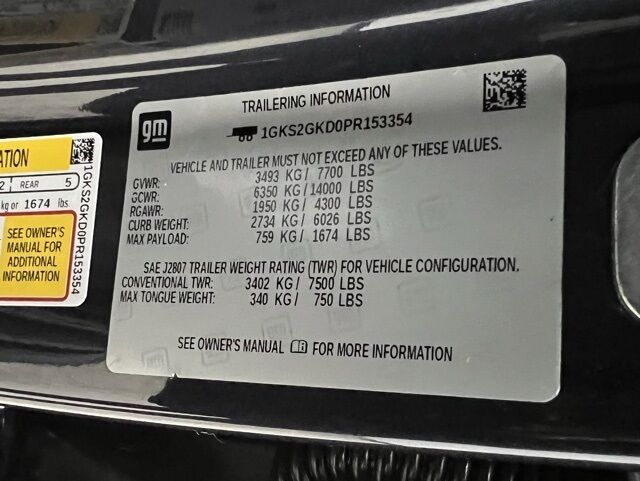 TRAILERING INFORMATION
gm
1GKS2GKD0PR153354
VEHICLE AND TRAILER MUST NOT EXCEED ANY OF THESE VALUES.
GVWR: 3493 KG/ 7700 LBS
GCWR: 6350 KG/14000 LBS
RGAWR: 1950 KG/ 4300 LBS
CURB WEIGHT: 2734 KG/ 6026 LBS
MAX PAYLOAD: 759 KG/ 1674 LBS
SAE J2807 TRAILER WEIGHT RATING (TWR) FOR VEHICLE CONFIGURATION.
CONVENTIONAL TWR: 3402 KG/ 7500 LBS
MAX TONGUE WEIGHT: 340 KG/ 750 LBS
SEE OWNER'S MANUAL FOR MORE INFORMATION
ATION
2 REAR 5
kg or 1674 lbs
SEE OWNER'S
MANUAL FOR
ADDITIONAL
INFORMATION
1GKS2GKD0PR153354